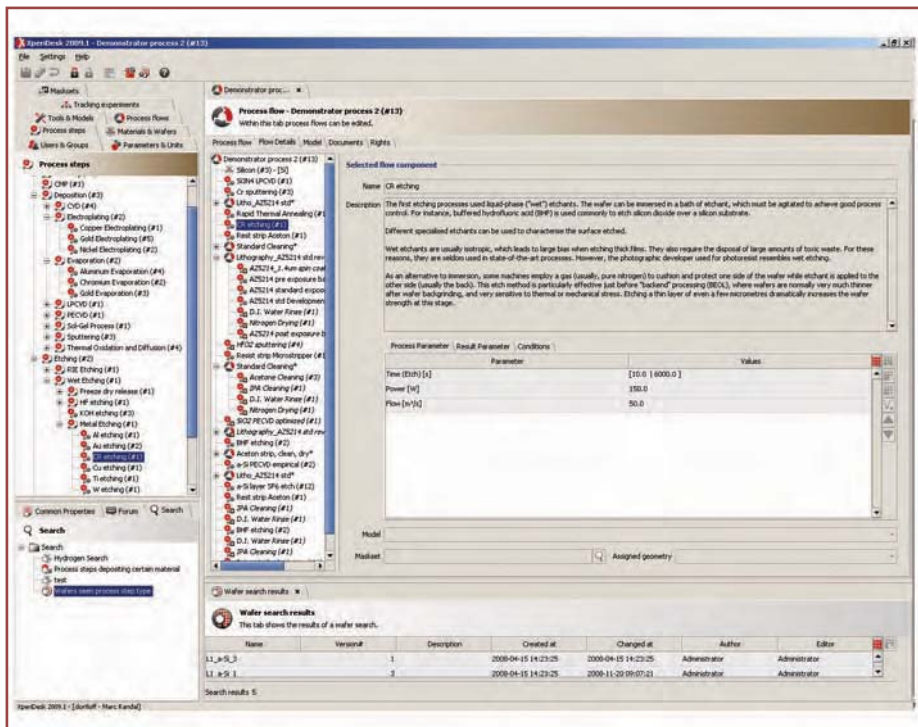 XperiDesk 2009.1 - Demonstrator process 2 (#13)
File Settings Help
Masksets
Tracking experiments
Tools & Models Process flows
Process steps Materials & Wafers
Users & Groups Parameters & Units
Process steps
CMP (#1)
Deposition (#3)
CVD (#4)
Electroplating (#2)
Copper Electroplating (#1)
Gold Electroplating (#5)
Nickel Electroplating (#2)
Evaporation (#2)
Aluminum Evaporation (#4)
Chromium Evaporation (#2)
Gold Evaporation (#3)
LPCVD (#1)
PECVD (#1)
Sol-Gel Process (#1)
Sputtering (#3)
Thermal Oxidation and Diffusion (#4)
Etching (#2)
RIE Etching (#1)
Wet Etching (#1)
Freeze dry release (#1)
HF etching (#1)
KOH etching (#3)
Metal Etching (#1)
Al etching (#1)
Au etching (#2)
CR etching (#1)
Cu etching (#1)
Ti etching (#1)
W etching (#1)
Common Properties Forum Search
Search
Search
Hydrogen Search
Process steps depositing certain material
test
Wafers seen process step type
Demonstrator proc...
Process flow - Demonstrator process 2 (#13)
Within this tab process flows can be edited.
Process flow Flow Details Model Documents Rights
Demonstrator process 2 (#13)
Silicon (#3) - [Si]
Si3N4 LPCVD (#1)
Cr sputtering (#3)
Litho_AZ5214 std*
Rapid Thermal Annealing (#1
CR etching (#1)
Rest strip Aceton (#1)
Standard Cleaning*
Lithography_AZ5214 std rev
AZ5214_1.4um spin coat
AZ5214 pre exposure b
AZ5214 standard expos
AZ5214 std Developmen
D.I. Water Rinse (#1)
Nitrogen Drying (#1)
AZ5214 post exposure b
HFO2 sputtering (#4)
Resist strip Microstripper (#1
Standard Cleaning*
Acetone Cleaning (#3)
IPA Cleaning (#1)
D.I. Water Rinse (#1)
Nitrogen Drying (#1)
SiO2 PECVD optimized (#1)
Lithography_AZ5214 std rev
BHF etching (#2)
Aceton strip, clean, dry*
a-Si PECVD empirical (#2)
Litho_AZ5214 std*
a-Si layer SF6 etch (#12)
Rest strip Aceton (#1)
IPA Cleaning (#1)
D.I. Water Rinse (#1)
BHF etching (#2)
D.I. Water Rinse (#1)
IPA Cleaning (#1)
Selected flow component
Name CR etching
Description The first etching processes used liquid-phase ("wet") etchants. The wafer can be immersed in a bath of etchant, which must be agitated to achieve good process
control. For instance, buffered hydrofluoric acid (BHF) is used commonly to etch silicon dioxide over a silicon substrate.
Different specialised etchants can be used to characterise the surface etched.
Wet etchants are usually isotropic, which leads to large bias when etching thick films. They also require the disposal of large amounts of toxic waste. For these
reasons, they are seldom used in state-of-the-art processes. However, the photographic developer used for photoresist resembles wet etching.
As an alternative to immersion, some machines employ a gas (usually, pure nitrogen) to cushion and protect one side of the wafer while etchant is applied to the
other side (usually the back). This etch method is particularly effective just before "backend" processing (BEOL), where wafers are normally very much thinner
after wafer backgrinding, and very sensitive to thermal or mechanical stress. Etching a thin layer of even a few micrometres dramatically increases the wafer
strength at this stage.
Process Parameter Result Parameter Conditions
Parameter Values
Time (Etch) [s] [10.0 | 6000.0 ]
Power [W] 150.0
Flow [m³/s] 50.0
Model
Maskset Assigned geometry
Wafer search results
Wafer search results
This tab shows the results of a wafer search.
Name Version# Description Created at Changed at Author Editor
L1_a-Si_3 1 2008-04-15 14:23:25 2008-04-15 14:23:25 Administrator Administrator
L1_a-Si_1 3 2008-04-15 14:23:25 2008-11-20 09:07:21 Administrator Administrator
Search results 5
XperiDesk 2009.1 -